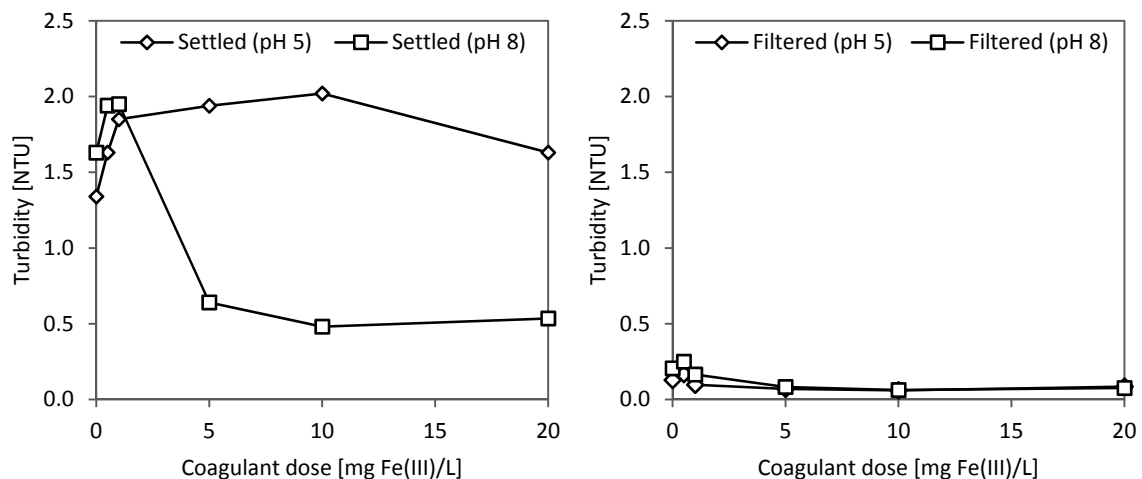 2.5
2.0
1.5
1.0
0.5
0.0
Turbidity [NTU]
Settled (pH 5)
Settled (pH 8)
0
5
10
15
20
Coagulant dose [mg Fe(III)/L]
2.5
2.0
1.5
1.0
0.5
0.0
Turbidity [NTU]
Filtered (pH 5)
Filtered (pH 8)
0
5
10
15
20
Coagulant dose [mg Fe(III)/L]